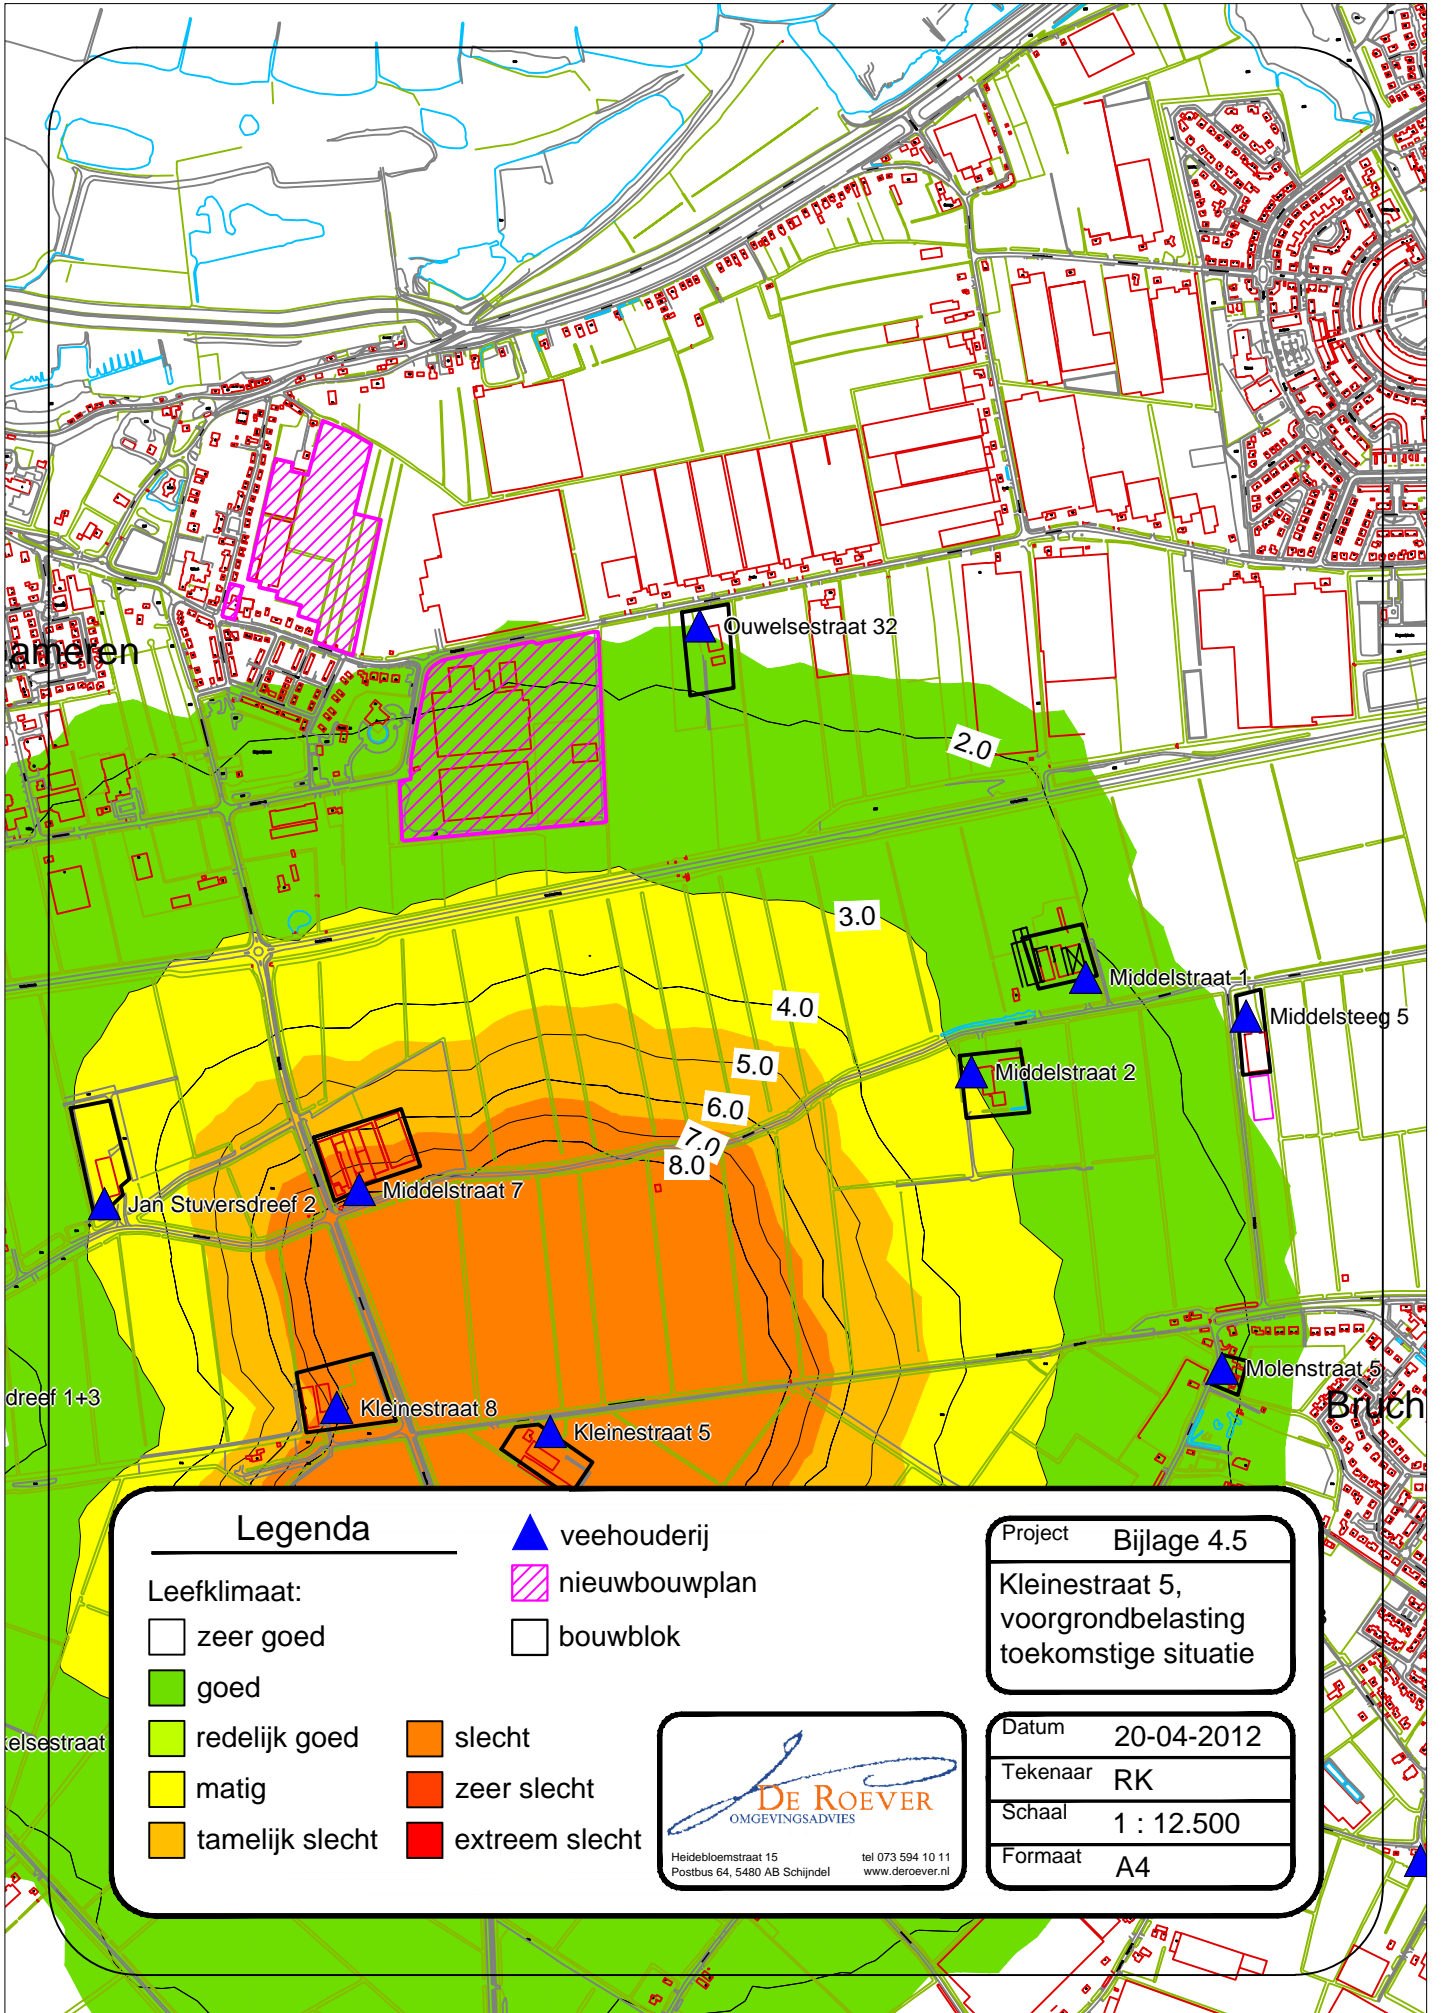 ameren
Ouwelsestraat 32
2.0
3.0
Middelstraat 1
4.0
Middelsteeg 5
5.0
Middelstraat 2
6.0
7.0
8.0
Middelstraat 7
Jan Stuversdreef 2
Molenstraat 5
dreef 1+3
Kleinestraat 8
Bruch
Kleinestraat 5
elsestraat
Legenda
Leefklimaat:
zeer goed
goed
redelijk goed
matig
tamelijk slecht
slecht
zeer slecht
extreem slecht
veehouderij
nieuwbouwplan
bouwblok
DE ROEVER
OMGEVINGSADVIES
Heidebloemstraat 15 tel 073 594 10 11
Postbus 64, 5480 AB Schijndel www.deroever.nl
Project Bijlage 4.5
Kleinestraat 5,
voorgrondbelasting
toekomstige situatie
Datum 20-04-2012
Tekenaar RK
Schaal 1 : 12.500
Formaat A4